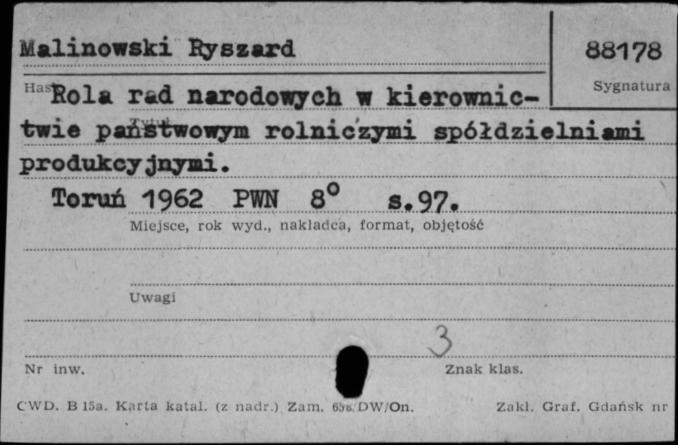 Malinowski Ryszard
88178
Sygnatura
Hasło
Rola rad narodowych w kierownic-
Tytuł
twie państwowym rolniczymi spółdzielniami
produkcyjnymi.
Toruń 1962 PWN 8° s.97.
Miejsce, rok wyd., nakładca, format, objętość
Uwagi
3
Nr inw.
Znak klas.
CWD. B 15a. Karta katal. (z nadr.) Zam. DW/On.
Zakł. Graf. Gdańsk nr